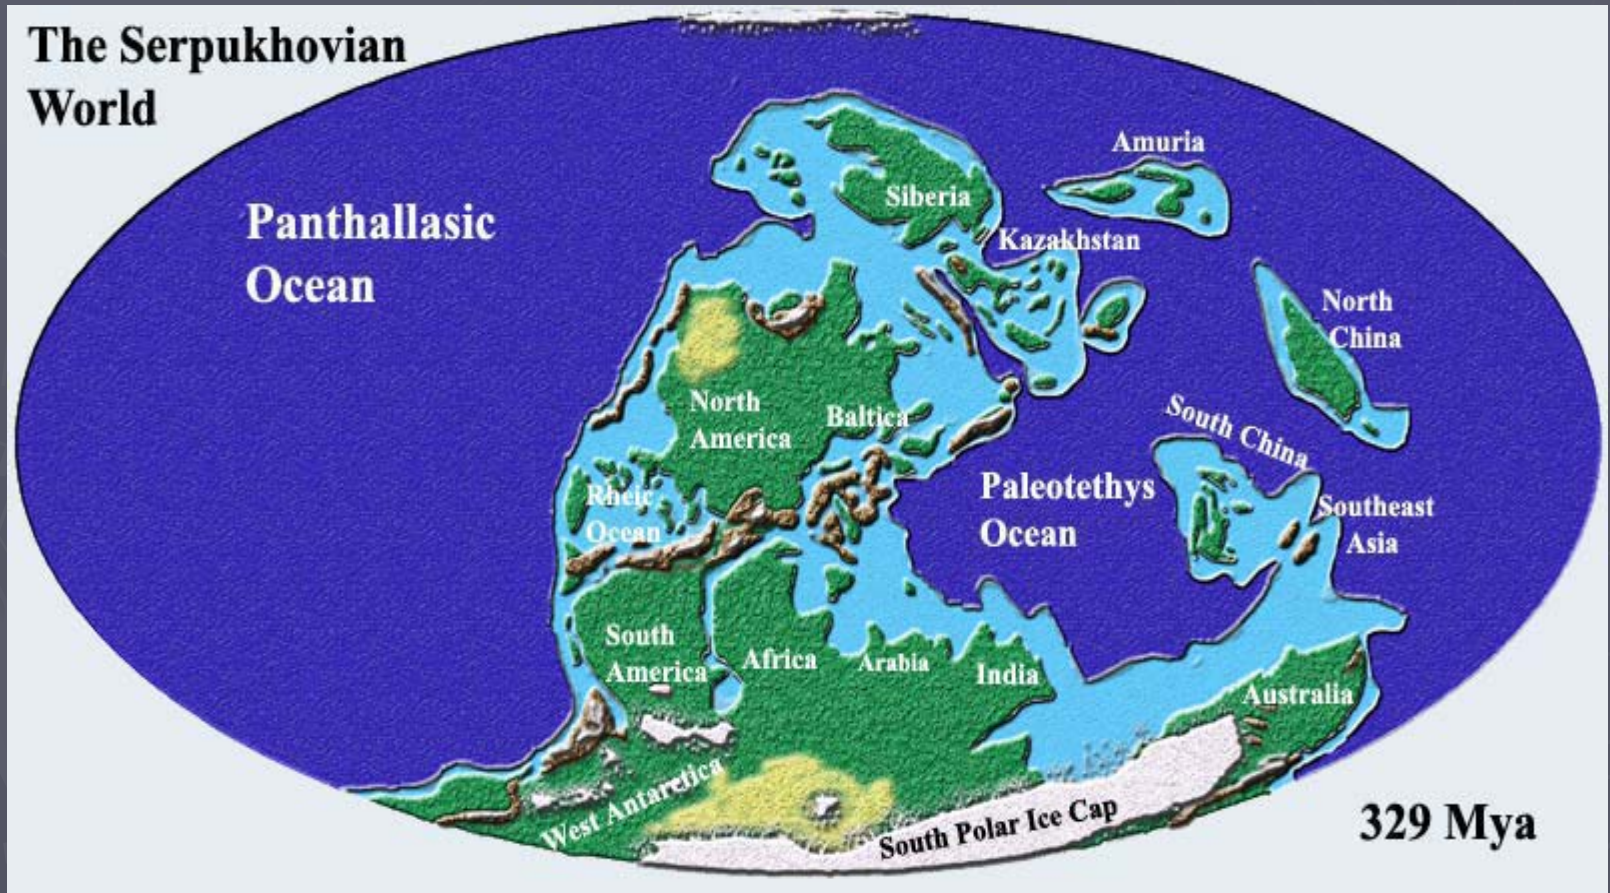 The Serpukhovian
World
Amuria
Siberia
Panthallasic
Ocean
Kazakhstan
North
China
North
America
Baltica
South China
Rheic
Ocean
Paleotethys
Ocean
Southeast
Asia
South
America
Africa
Arabia
India
Australia
West Antarctica
South Polar Ice Cap
329 Mya